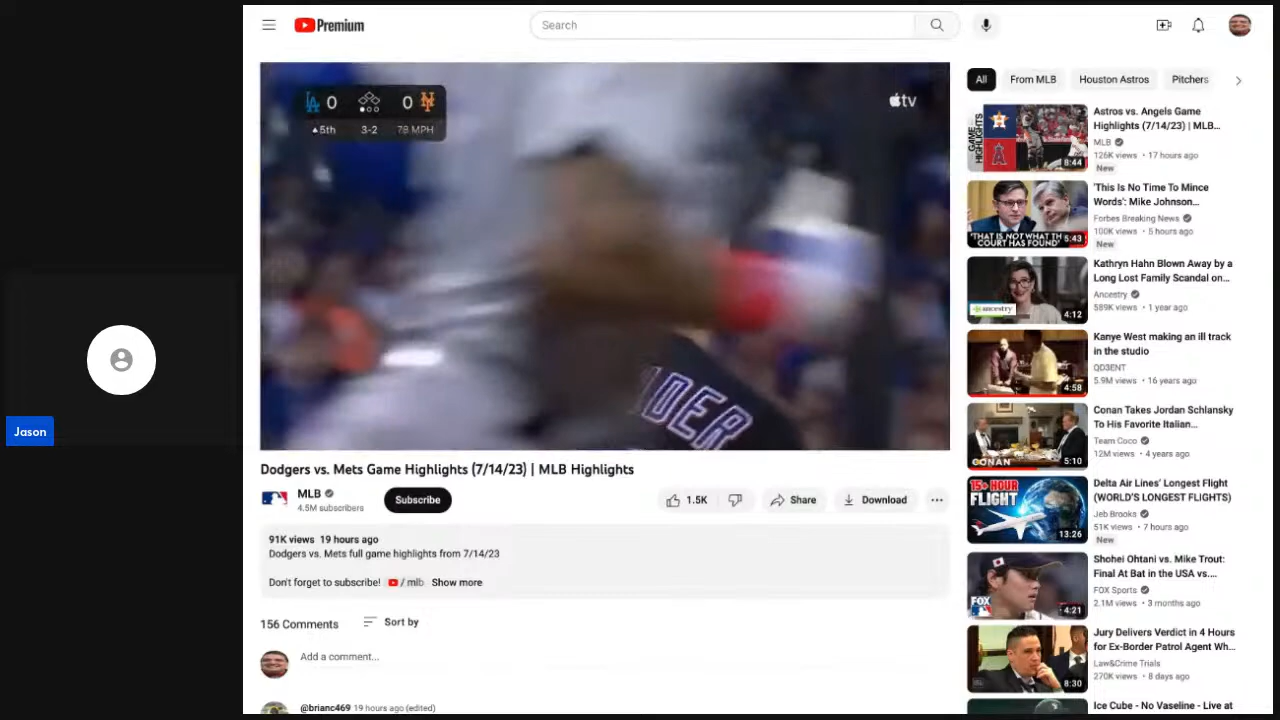 Premium
Search
LA 0 0 NY
▲5th 3-2 78 MPH
tv
DER
Jason
Dodgers vs. Mets Game Highlights (7/14/23) | MLB Highlights
MLB
4.5M subscribers
Subscribe
1.5K
Share
Download
91K views 19 hours ago
Dodgers vs. Mets full game highlights from 7/14/23
Don't forget to subscribe! / mlb Show more
156 Comments
Sort by
Add a comment...
@brianc469 19 hours ago (edited)
All From MLB Houston Astros Pitchers
GAME HIGHLIGHTS
8:44
Astros vs. Angels Game
Highlights (7/14/23) | MLB...
MLB
126K views • 17 hours ago
New
'THAT IS NOT WHAT TH
COURT HAS FOUND'
5:43
'This Is No Time To Mince
Words': Mike Johnson...
Forbes Breaking News
100K views • 5 hours ago
New
ancestry
4:12
Kathryn Hahn Blown Away by a
Long Lost Family Scandal on...
Ancestry
589K views • 1 year ago
4:58
Kanye West making an ill track
in the studio
QD3ENT
5.9M views • 16 years ago
CONAN
5:10
Conan Takes Jordan Schlansky
To His Favorite Italian...
Team Coco
12M views • 4 years ago
15+ HOUR
FLIGHT
13:26
Delta Air Lines' Longest Flight
(WORLD'S LONGEST FLIGHTS)
Jeb Brooks
51K views • 7 hours ago
New
FOX
4:21
Shohei Ohtani vs. Mike Trout:
Final At Bat in the USA vs....
FOX Sports
2.1M views • 3 months ago
8:30
Jury Delivers Verdict in 4 Hours
for Ex-Border Patrol Agent Wh...
Law&Crime Trials
270K views • 8 days ago
Ice Cube - No Vaseline - Live at